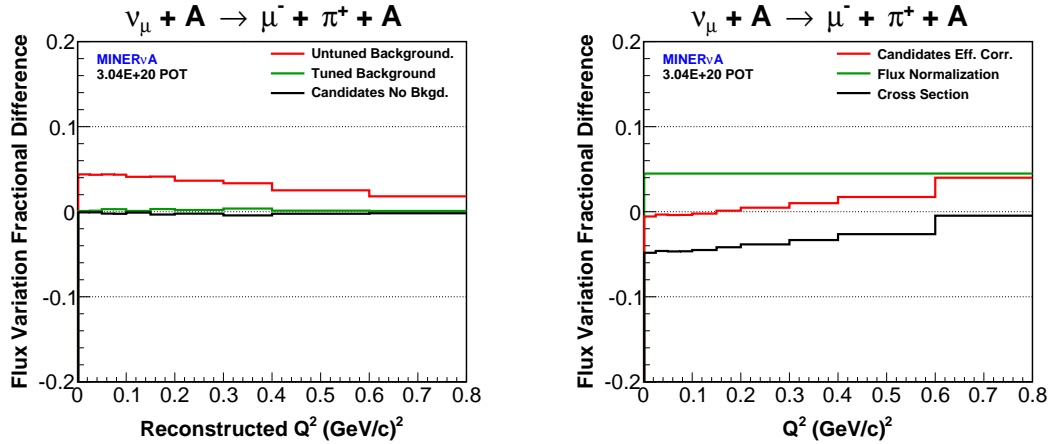 νμ + A → μ- + π+ + A
0.2
MINERνA
3.04E+20 POT
Untuned Background.
Tuned Background
Candidates No Bkgd.
0.1
0
-0.1
-0.2
Flux Variation Fractional Difference
0 0.1 0.2 0.3 0.4 0.5 0.6 0.7 0.8
Reconstructed Q² (GeV/c)²
νμ + A → μ- + π+ + A
0.2
MINERνA
3.04E+20 POT
Candidates Eff. Corr.
Flux Normalization
Cross Section
0.1
0
-0.1
-0.2
Flux Variation Fractional Difference
0 0.1 0.2 0.3 0.4 0.5 0.6 0.7 0.8
Q² (GeV/c)²